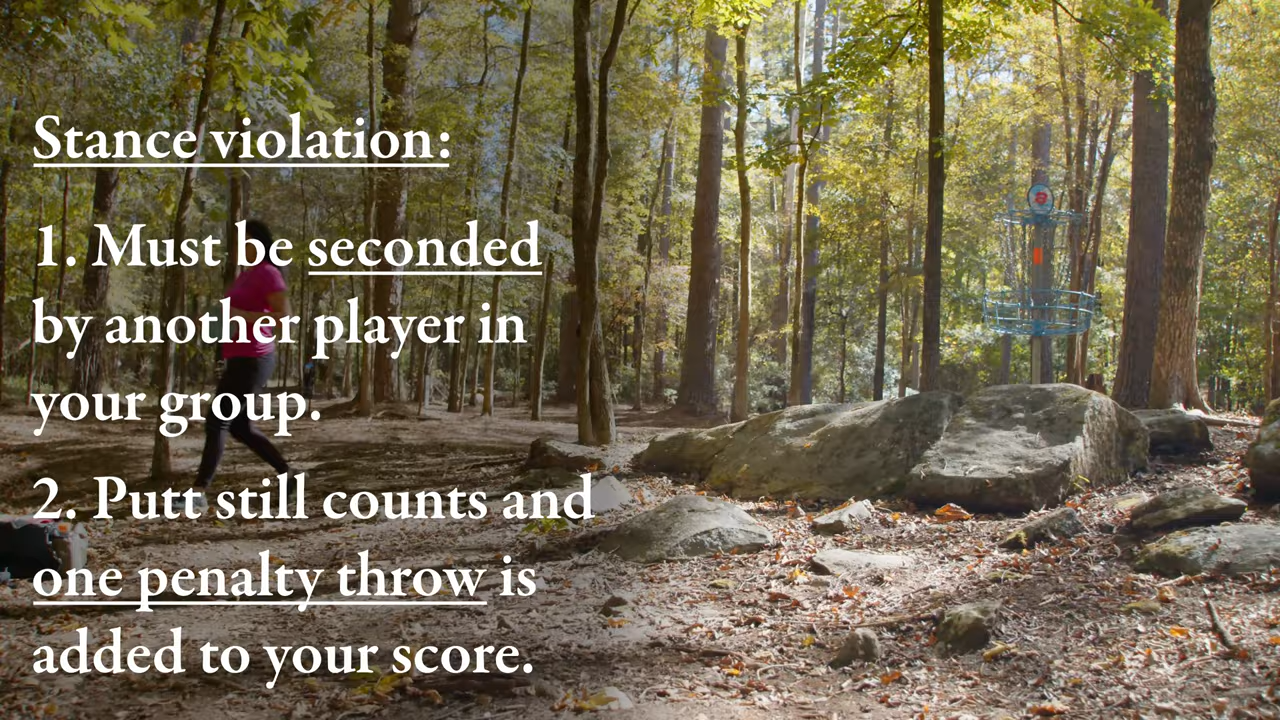 Stance violation:
1. Must be seconded
by another player in
your group.
2. Putt still counts and
one penalty throw is
added to your score.